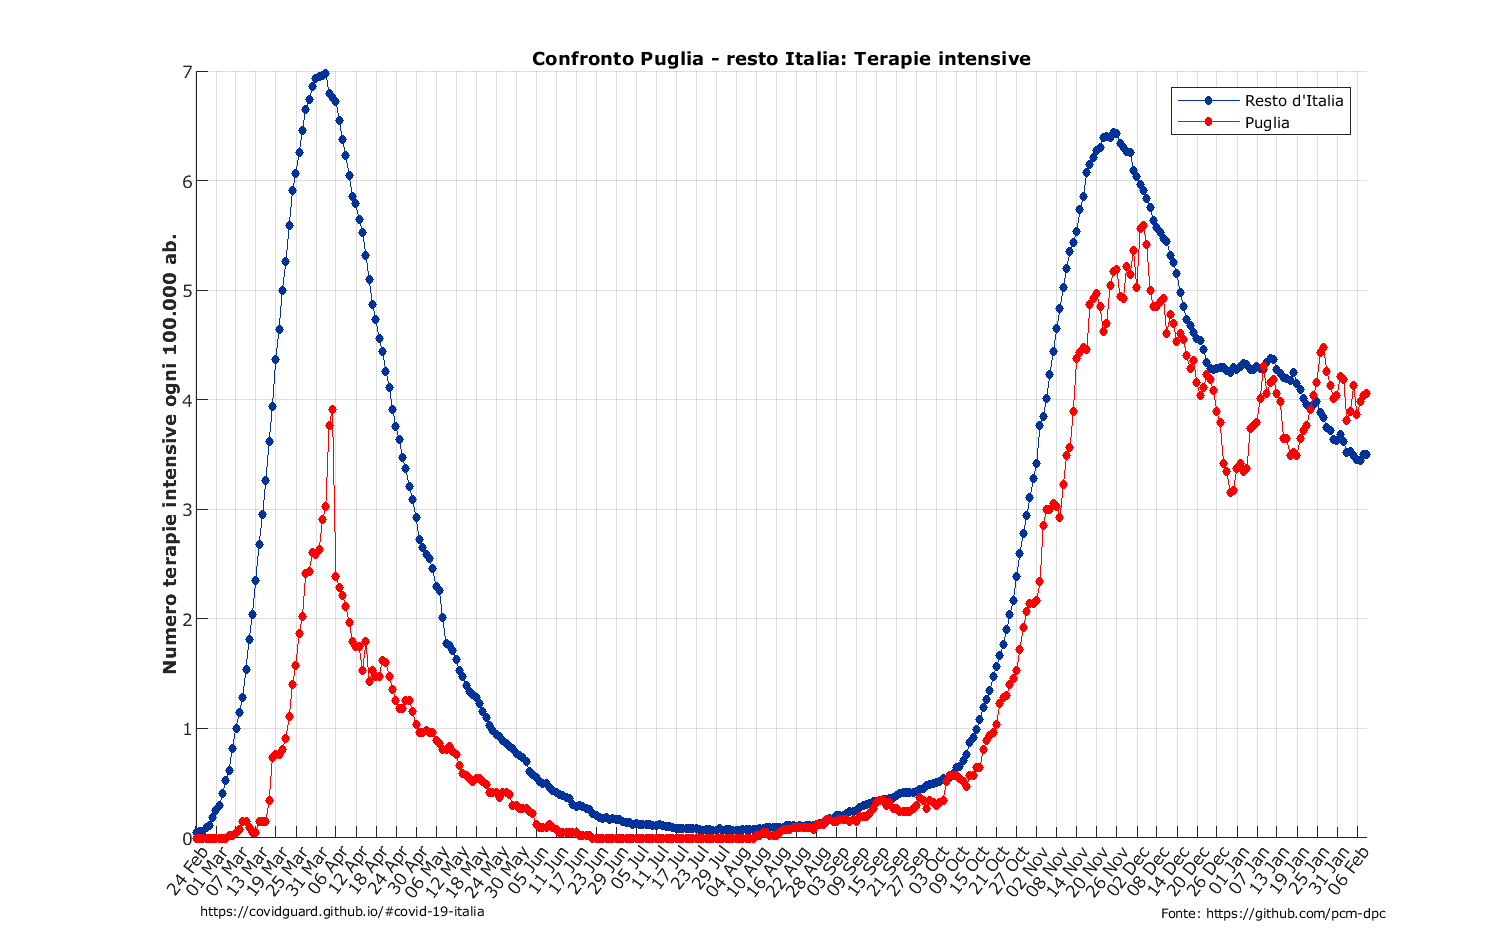 Confronto Puglia - resto Italia: Terapie intensive
Resto d'Italia
Puglia
Numero terapie intensive ogni 100.000 ab.
7
6
5
4
3
2
1
0
24 Feb
01 Mar
07 Mar
13 Mar
19 Mar
25 Mar
31 Mar
06 Apr
12 Apr
18 Apr
24 Apr
30 Apr
06 May
12 May
18 May
24 May
30 May
05 Jun
11 Jun
17 Jun
23 Jun
29 Jun
05 Jul
11 Jul
17 Jul
23 Jul
29 Jul
04 Aug
10 Aug
16 Aug
22 Aug
28 Aug
03 Sep
09 Sep
15 Sep
21 Sep
27 Sep
03 Oct
09 Oct
15 Oct
21 Oct
27 Oct
02 Nov
08 Nov
14 Nov
20 Nov
26 Nov
02 Dec
08 Dec
14 Dec
20 Dec
26 Dec
01 Jan
07 Jan
13 Jan
19 Jan
25 Jan
31 Jan
06 Feb
https://covidguard.github.io/#covid-19-italia
Fonte: https://github.com/pcm-dpc